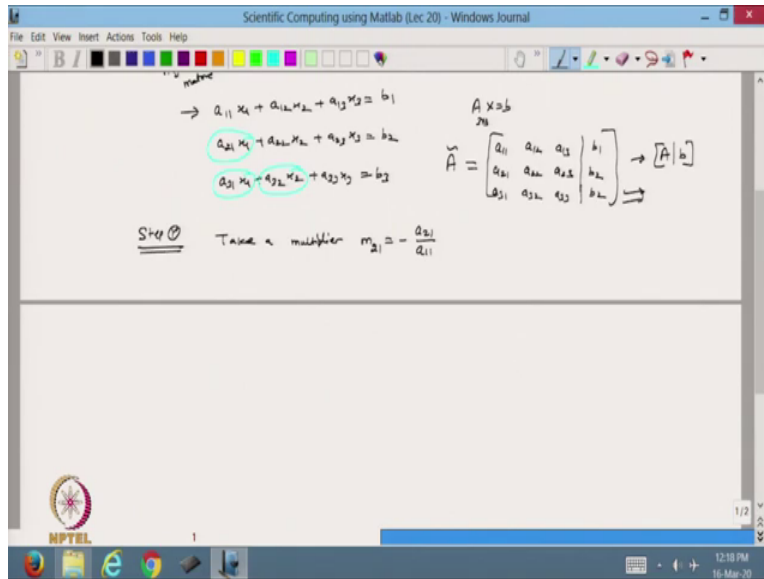 Scientific Computing using Matlab (Lec 20) - Windows Journal
File Edit View Insert Actions Tools Help
matrix
→ a₁₁ x₁ + a₁₂ x₂ + a₁₃ x₃ = b₁
a₂₁ x₁ + a₂₂ x₂ + a₂₃ x₃ = b₂
a₃₁ x₁ + a₃₂ x₂ + a₃₃ x₃ = b₃
A x = b
Ã = [a₁₁ a₁₂ a₁₃ | b₁
a₂₁ a₂₂ a₂₃ | b₂
a₃₁ a₃₂ a₃₃ | b₂] → [A|b]
Step ① Take a multiplier m₂₁ = - a₂₁/a₁₁
NPTEL
1
1/2
12:18 PM
16-Mar-20